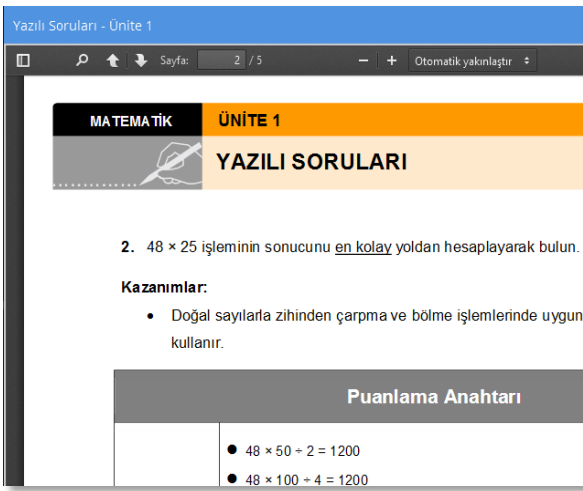 Yazılı Soruları - Ünite 1
Sayfa: 2 / 5 − + Otomatik yakınlaştır
MATEMATİK ÜNİTE 1
YAZILI SORULARI
2. 48 × 25 işleminin sonucunu en kolay yoldan hesaplayarak bulun.
Kazanımlar:
• Doğal sayılarla zihinden çarpma ve bölme işlemlerinde uygun
kullanır.
Puanlama Anahtarı
● 48 × 50 ÷ 2 = 1200
● 48 × 100 ÷ 4 = 1200